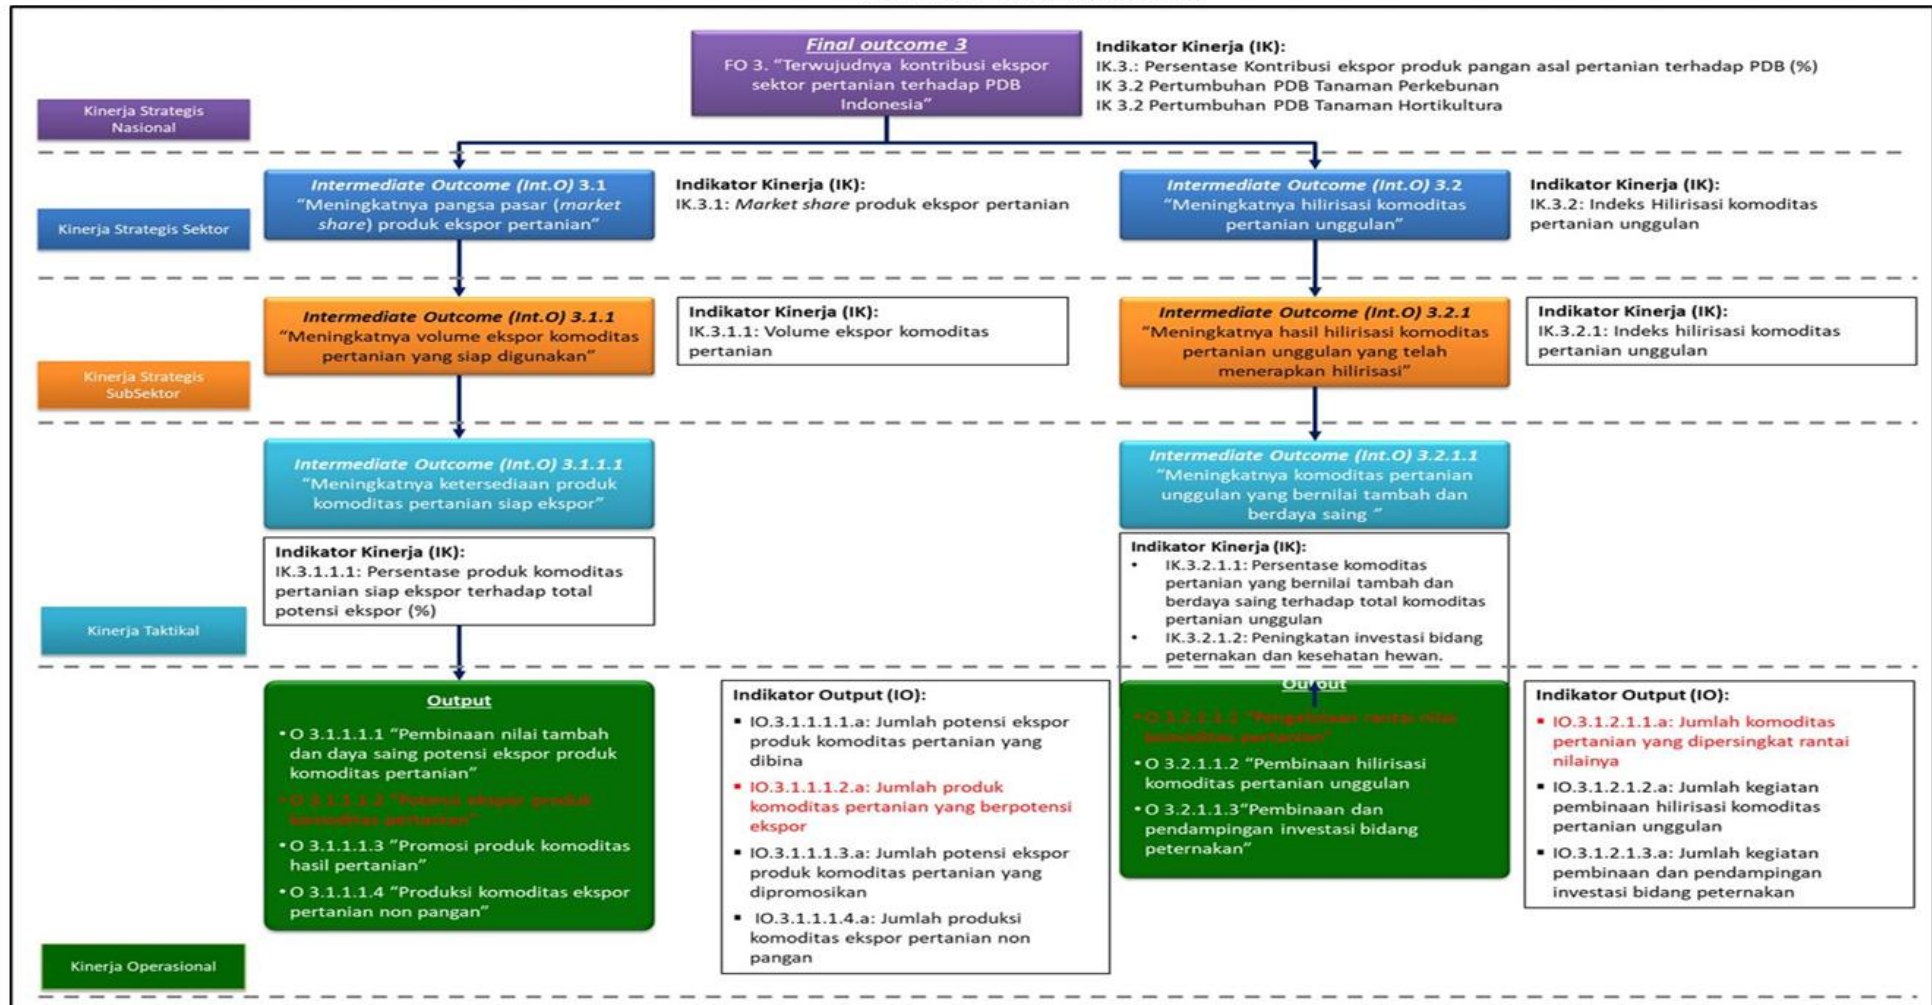 Final outcome 3
FO 3. “Terwujudnya kontribusi ekspor
sektor pertanian terhadap PDB
Indonesia”
Indikator Kinerja (IK):
IK.3.: Persentase Kontribusi ekspor produk pangan asal pertanian terhadap PDB (%)
IK 3.2 Pertumbuhan PDB Tanaman Perkebunan
IK 3.2 Pertumbuhan PDB Tanaman Hortikultura
Kinerja Strategis
Nasional
Intermediate Outcome (Int.O) 3.1
“Meningkatnya pangsa pasar (market
share) produk ekspor pertanian”
Indikator Kinerja (IK):
IK.3.1: Market share produk ekspor pertanian
Intermediate Outcome (Int.O) 3.2
“Meningkatnya hilirisasi komoditas
pertanian unggulan”
Indikator Kinerja (IK):
IK.3.2: Indeks Hilirisasi komoditas
pertanian unggulan
Kinerja Strategis Sektor
Intermediate Outcome (Int.O) 3.1.1
“Meningkatnya volume ekspor komoditas
pertanian yang siap digunakan”
Indikator Kinerja (IK):
IK.3.1.1: Volume ekspor komoditas
pertanian
Intermediate Outcome (Int.O) 3.2.1
“Meningkatnya hasil hilirisasi komoditas
pertanian unggulan yang telah
menerapkan hilirisasi”
Indikator Kinerja (IK):
IK.3.2.1: Indeks hilirisasi komoditas
pertanian unggulan
Kinerja Strategis
SubSektor
Intermediate Outcome (Int.O) 3.1.1.1
“Meningkatnya ketersediaan produk
komoditas pertanian siap ekspor”
Intermediate Outcome (Int.O) 3.2.1.1
“Meningkatnya komoditas pertanian
unggulan yang bernilai tambah dan
berdaya saing ”
Indikator Kinerja (IK):
IK.3.1.1.1: Persentase produk komoditas
pertanian siap ekspor terhadap total
potensi ekspor (%)
Indikator Kinerja (IK):
• IK.3.2.1.1: Persentase komoditas
pertanian yang bernilai tambah dan
berdaya saing terhadap total komoditas
pertanian unggulan
• IK.3.2.1.2: Peningkatan investasi bidang
peternakan dan kesehatan hewan.
Kinerja Taktikal
Output
• O 3.1.1.1.1 “Pembinaan nilai tambah
dan daya saing potensi ekspor produk
komoditas pertanian”
• O 3.1.1.1.2 “Potensi ekspor produk
komoditas pertanian”
• O 3.1.1.1.3 “Promosi produk komoditas
hasil pertanian”
• O 3.1.1.1.4 “Produksi komoditas ekspor
pertanian non pangan”
Indikator Output (IO):
▪ IO.3.1.1.1.1.a: Jumlah potensi ekspor
produk komoditas pertanian yang
dibina
▪ IO.3.1.1.1.2.a: Jumlah produk
komoditas pertanian yang berpotensi
ekspor
▪ IO.3.1.1.1.3.a: Jumlah potensi ekspor
produk komoditas pertanian yang
dipromosikan
▪ IO.3.1.1.1.4.a: Jumlah produksi
komoditas ekspor pertanian non
pangan
Output
• O 3.2.1.1.1 “Pengelolaan rantai nilai
komoditas pertanian”
• O 3.2.1.1.2 “Pembinaan hilirisasi
komoditas pertanian unggulan
• O 3.2.1.1.3“Pembinaan dan
pendampingan investasi bidang
peternakan”
Indikator Output (IO):
▪ IO.3.1.2.1.1.a: Jumlah komoditas
pertanian yang dipersingkat rantai
nilainya
▪ IO.3.1.2.1.2.a: Jumlah kegiatan
pembinaan hilirisasi komoditas
pertanian unggulan
▪ IO.3.1.2.1.3.a: Jumlah kegiatan
pembinaan dan pendampingan
investasi bidang peternakan
Kinerja Operasional